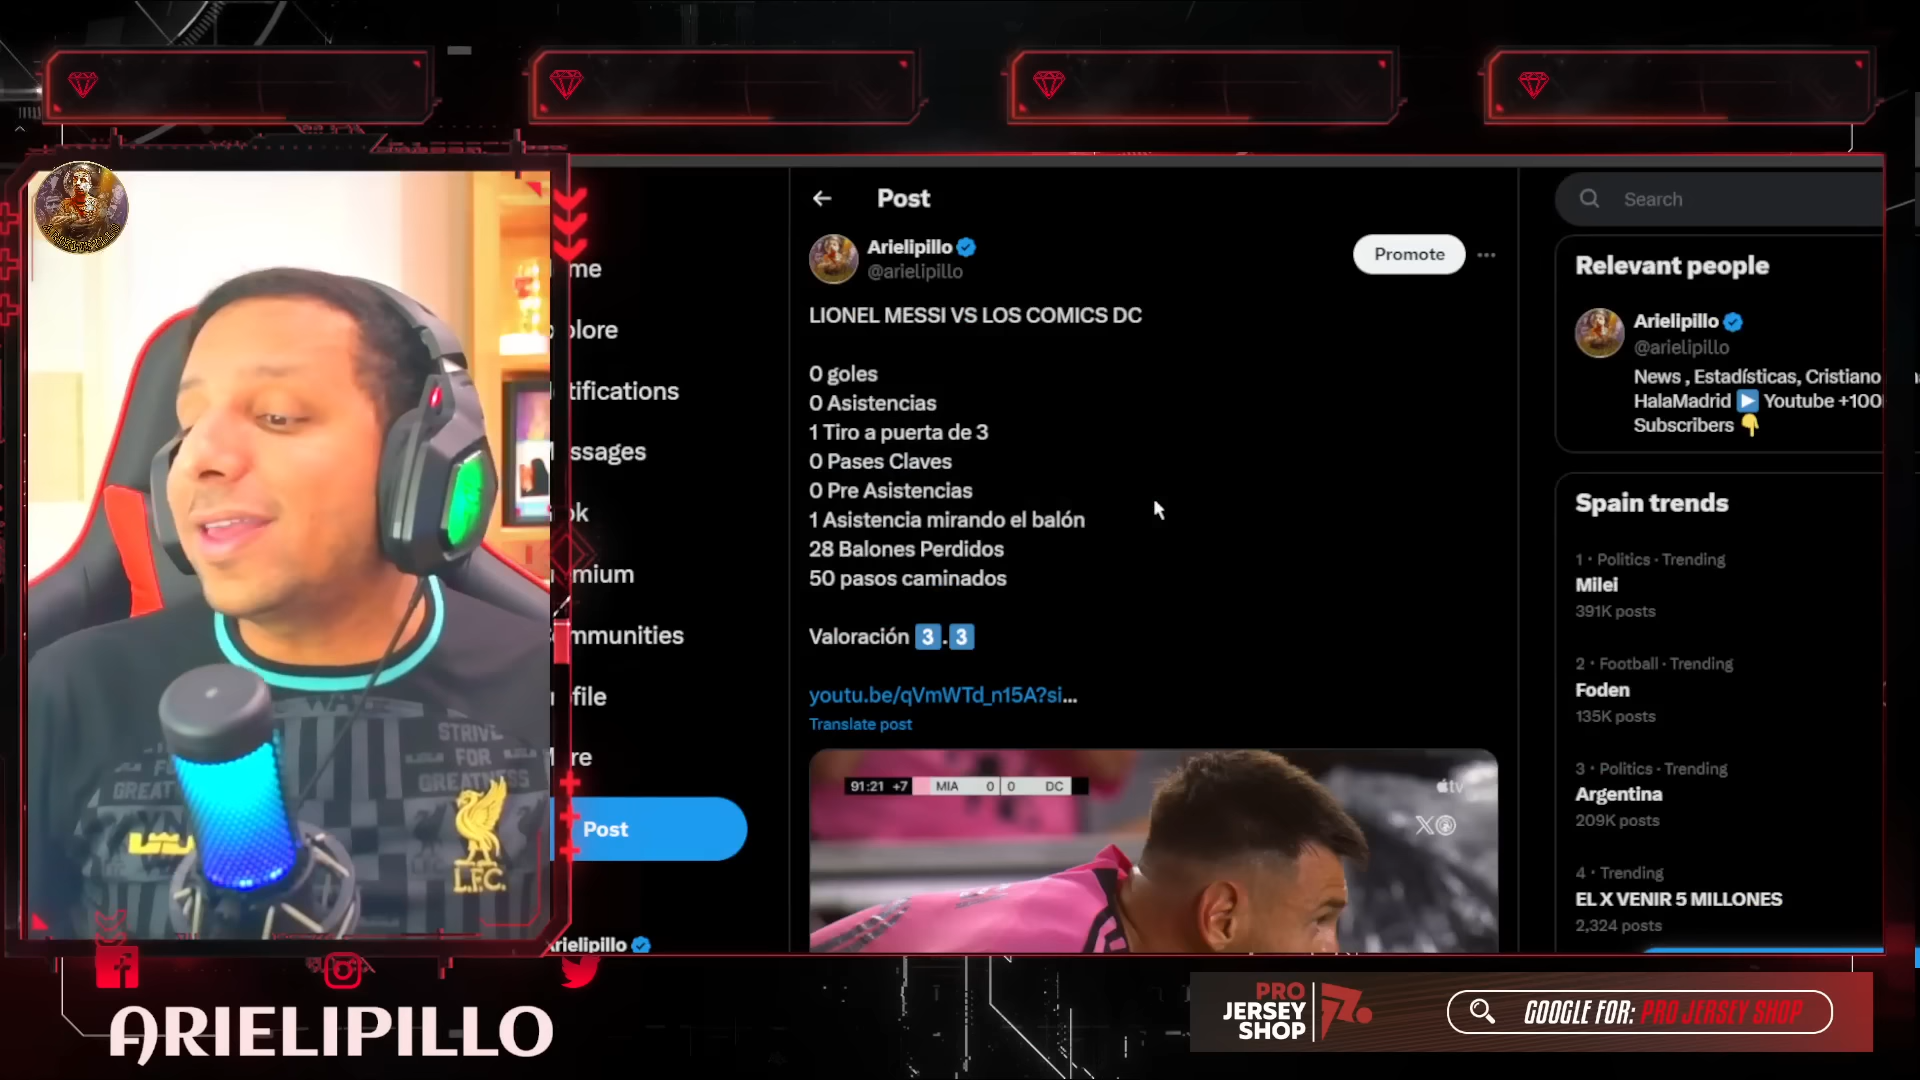 Post
Arielipillo
@arielipillo
Promote
LIONEL MESSI VS LOS COMICS DC
0 goles
0 Asistencias
1 Tiro a puerta de 3
0 Pases Claves
0 Pre Asistencias
1 Asistencia mirando el balón
28 Balones Perdidos
50 pasos caminados
Valoración 3.3
youtu.be/qVmWTd_n15A?si...
Translate post
91:21 +7 MIA 0 0 DC
tv
me
plore
tifications
ssages
ok
mium
mmunities
file
re
Post
Arielipillo
Search
Relevant people
Arielipillo
@arielipillo
News , Estadísticas, Cristiano
HalaMadrid Youtube +100
Subscribers
Spain trends
1 · Politics · Trending
Milei
391K posts
2 · Football · Trending
Foden
135K posts
3 · Politics · Trending
Argentina
209K posts
4 · Trending
EL X VENIR 5 MILLONES
2,324 posts
STRIVE
FOR
GREATNESS
L.F.C.
ARIELIPILLO
PRO
JERSEY
SHOP
GOOGLE FOR: PRO JERSEY SHOP